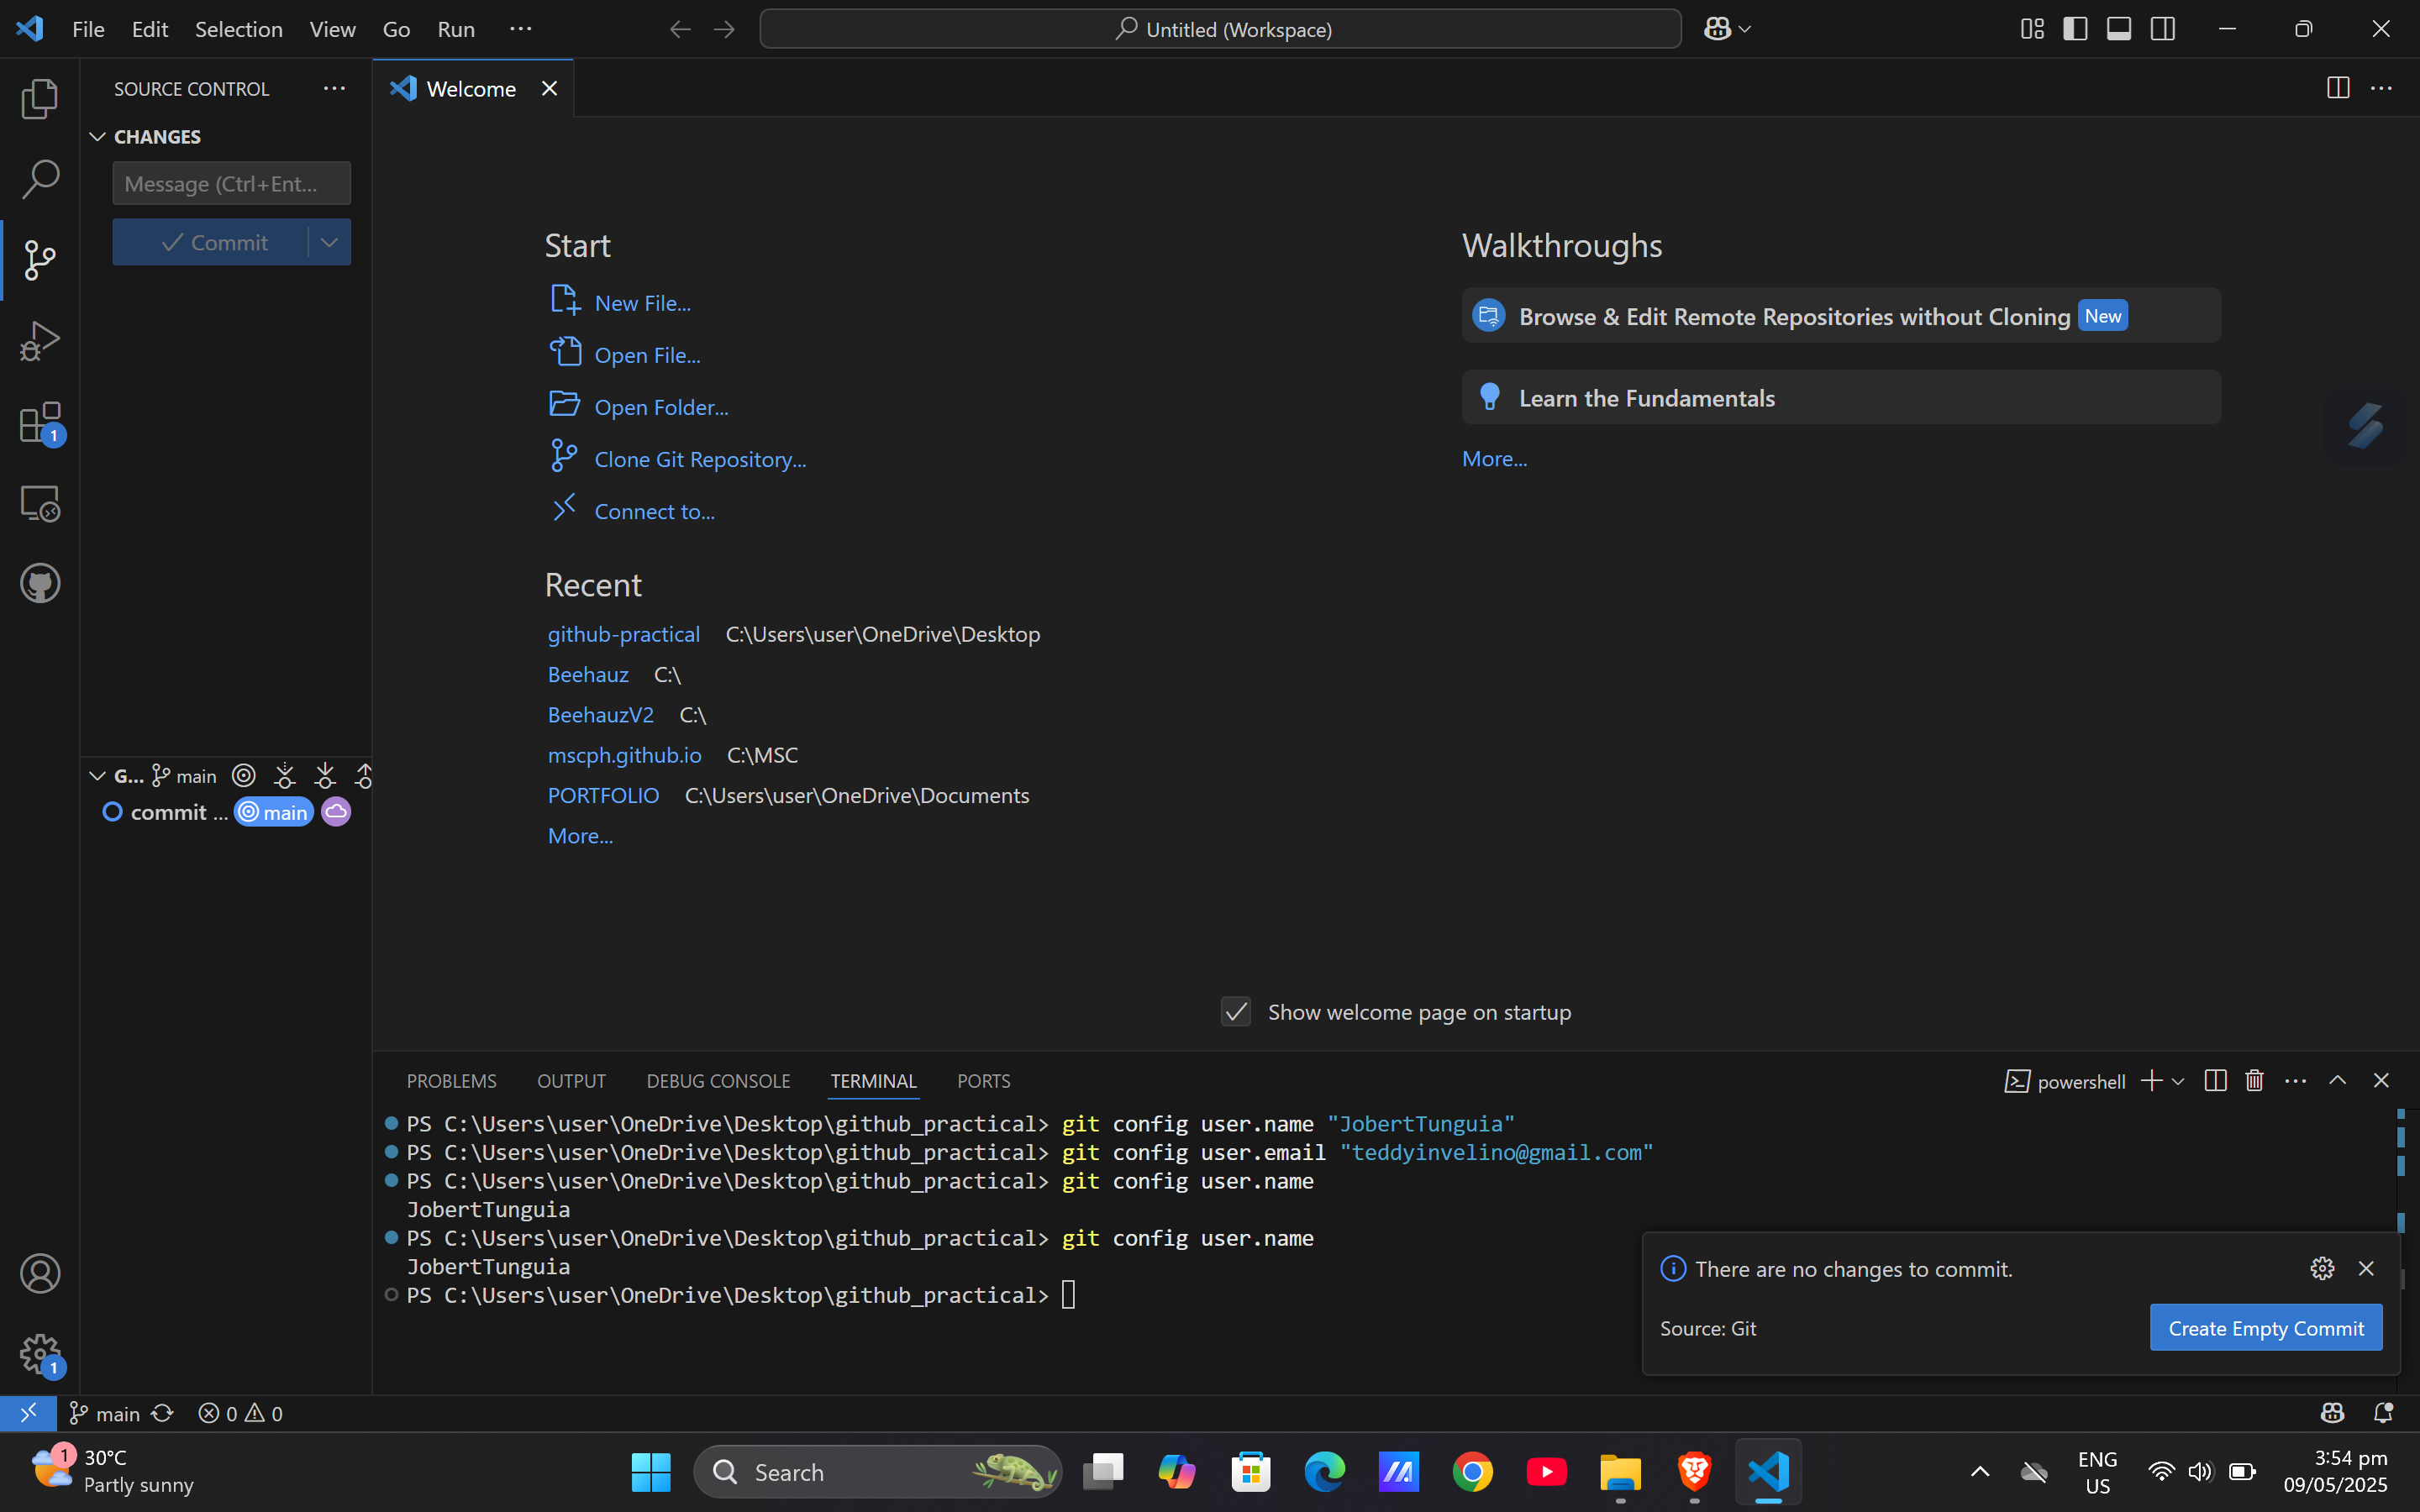 File Edit Selection View Go Run ···
Untitled (Workspace)
SOURCE CONTROL
CHANGES
Message (Ctrl+Ent...
Commit
1
G... main
commit ... main
1
Welcome
Start
New File...
Open File...
Open Folder...
Clone Git Repository...
Connect to...
Recent
github-practical C:\Users\user\OneDrive\Desktop
Beehauz C:\
BeehauzV2 C:\
mscph.github.io C:\MSC
PORTFOLIO C:\Users\user\OneDrive\Documents
More...
Walkthroughs
Browse & Edit Remote Repositories without Cloning New
Learn the Fundamentals
More...
Show welcome page on startup
PROBLEMS OUTPUT DEBUG CONSOLE TERMINAL PORTS
powershell
PS C:\Users\user\OneDrive\Desktop\github_practical> git config user.name "JobertTunguia"
PS C:\Users\user\OneDrive\Desktop\github_practical> git config user.email "teddyinvelino@gmail.com"
PS C:\Users\user\OneDrive\Desktop\github_practical> git config user.name
JobertTunguia
PS C:\Users\user\OneDrive\Desktop\github_practical> git config user.name
JobertTunguia
PS C:\Users\user\OneDrive\Desktop\github_practical>
There are no changes to commit.
Source: Git
Create Empty Commit
main 0 0
1
30°C
Partly sunny
Search
ENG
US
3:54 pm
09/05/2025